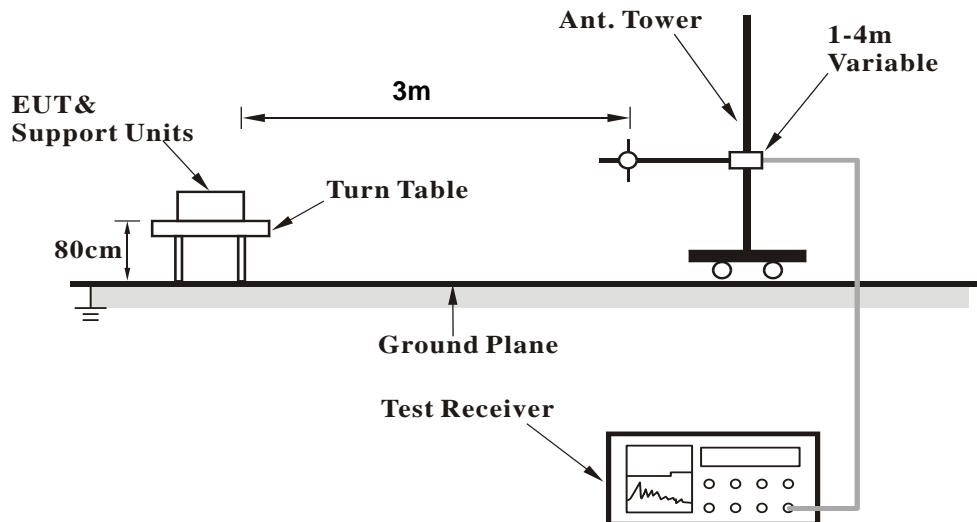 Ant. Tower
1-4m
Variable
3m
EUT&
Support Units
Turn Table
80cm
Ground Plane
Test Receiver